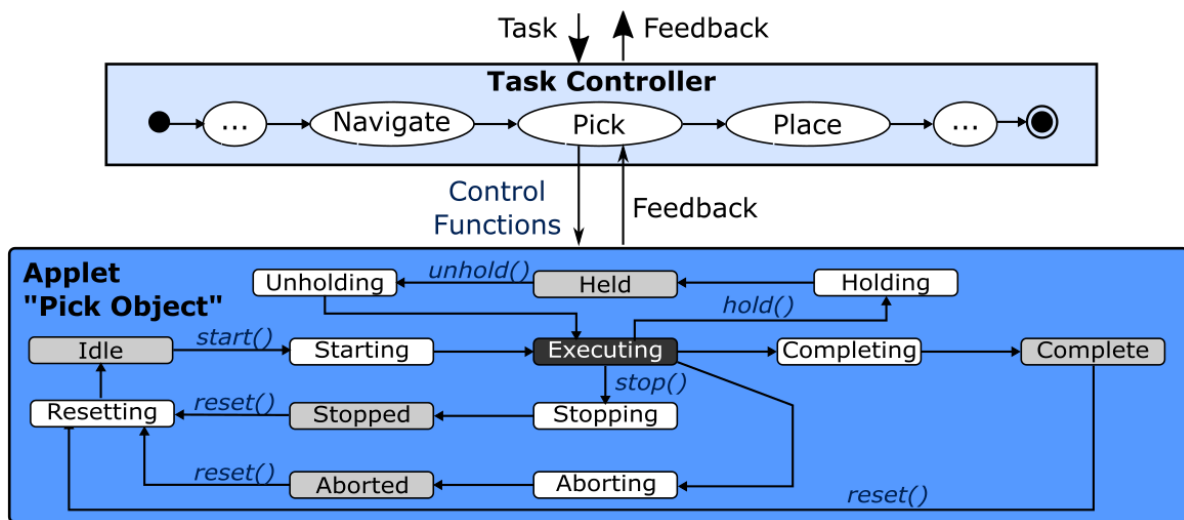 Task
Feedback
Task Controller
...
Navigate
Pick
Place
...
Control
Functions
Feedback
Applet
"Pick Object"
Unholding
unhold()
Held
Holding
hold()
Idle
start()
Starting
Executing
Completing
Complete
stop()
Resetting
reset()
Stopped
Stopping
reset()
Aborted
Aborting
reset()